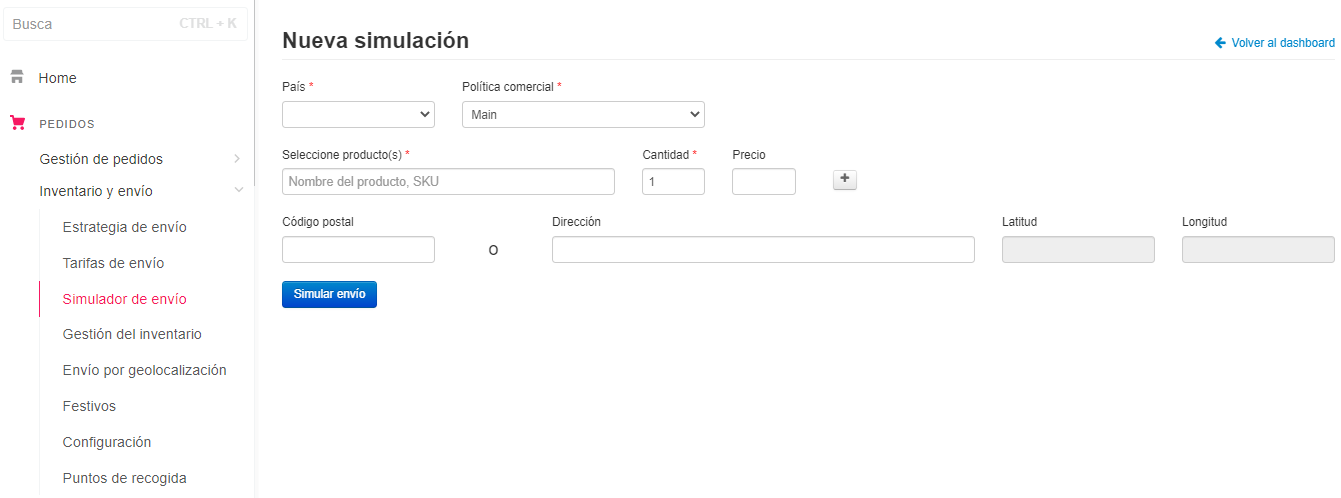 Busca CTRL + K
Home
PEDIDOS
Gestión de pedidos
Inventario y envío
Estrategia de envío
Tarifas de envío
Simulador de envío
Gestión del inventario
Envío por geolocalización
Festivos
Configuración
Puntos de recogida
Nueva simulación
Volver al dashboard
País * Política comercial *
Main
Seleccione producto(s) * Cantidad * Precio
Nombre del producto, SKU 1 +
Código postal Dirección Latitud Longitud
O
Simular envío